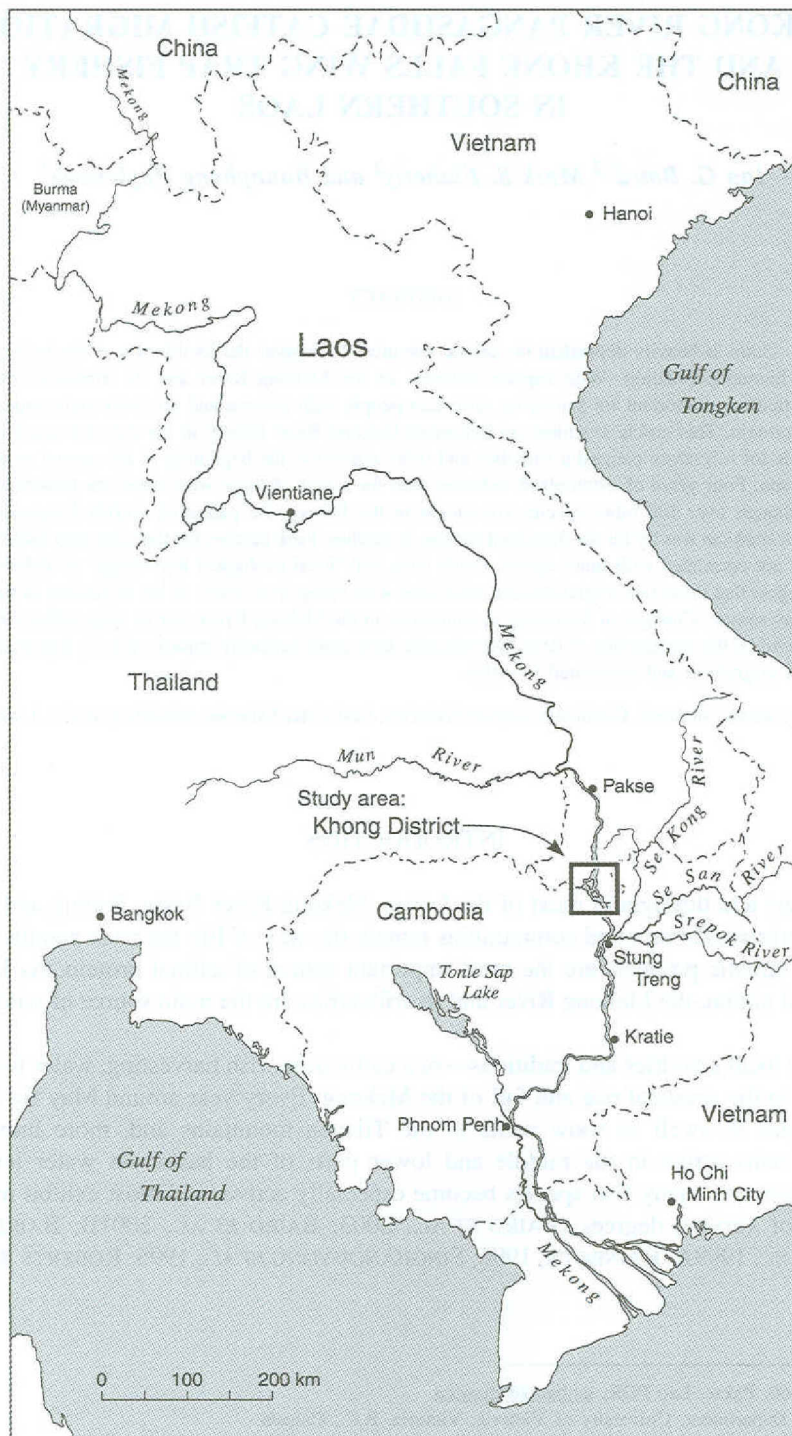 China
China
Mekong
Vietnam
Burma
(Myanmar)
Hanoi
Mekong
Laos
Gulf of
Tongken
Vientiane
Mekong
Thailand
Mun River
Pakse
Study area:
Khong District
Se Kong River
Se San River
Srepok River
Bangkok
Cambodia
Tonle Sap
Lake
Stung
Treng
Kratie
Phnom Penh
Vietnam
Gulf of
Thailand
Ho Chi
Minh City
Mekong
0 100 200 km